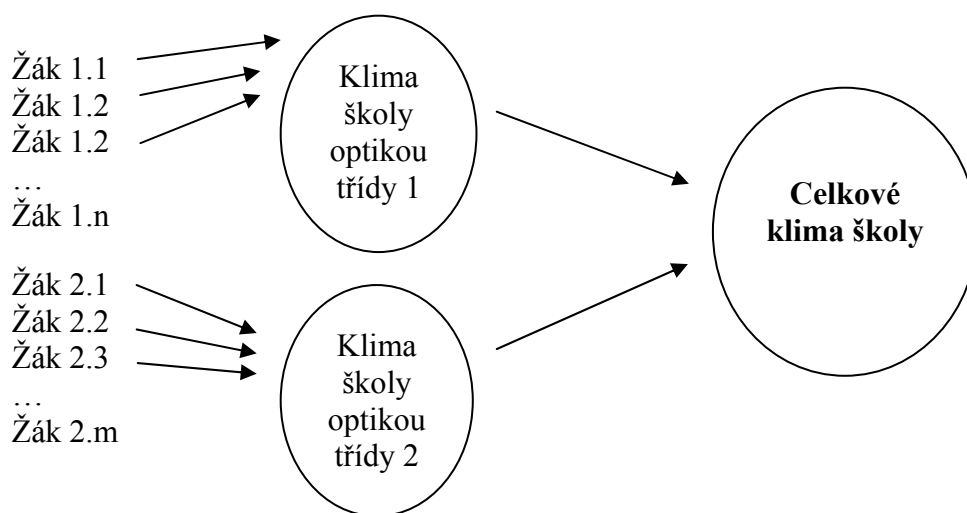 Žák 1.1
Žák 1.2
Žák 1.2
…
Žák 1.n
Klima
školy
optikou
třídy 1
Žák 2.1
Žák 2.2
Žák 2.3
…
Žák 2.m
Klima
školy
optikou
třídy 2
Celkové
klima školy